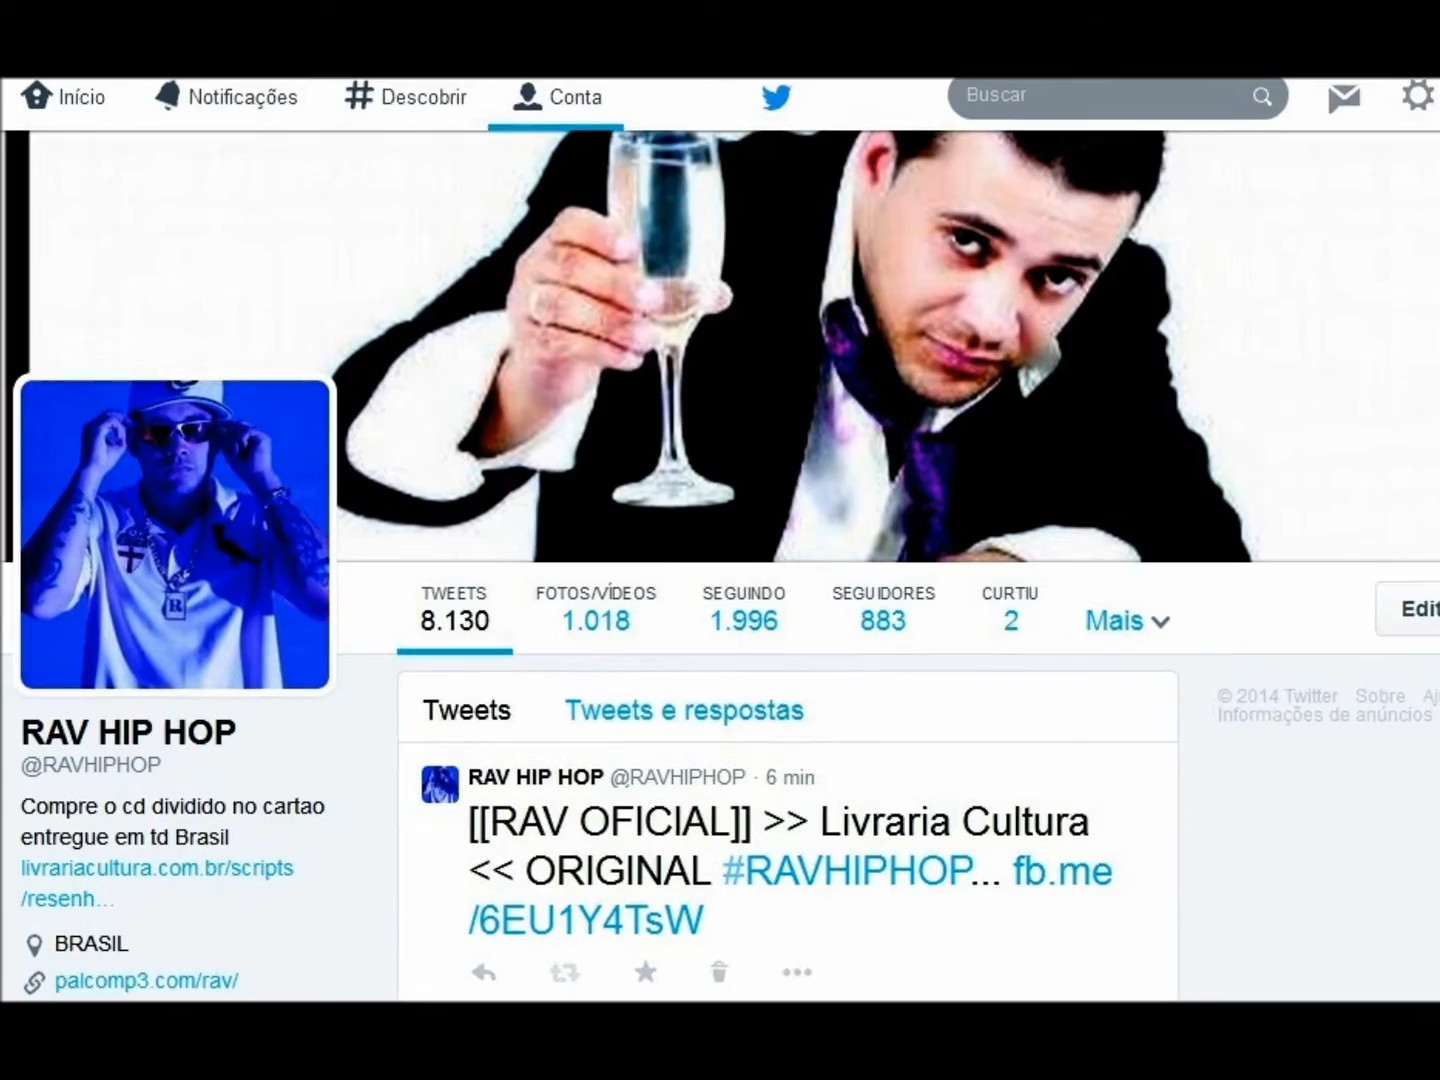 Início
Notificações
Descobrir
Conta
Buscar
TWEETS
8.130
FOTOS/VÍDEOS
1.018
SEGUINDO
1.996
SEGUIDORES
883
CURTIU
2
Mais
R
RAV HIP HOP
@RAVHIPHOP
Compre o cd dividido no cartao
entregue em td Brasil
livrariacultura.com.br/scripts
/resenh...
BRASIL
palcomp3.com/rav/
Tweets
Tweets e respostas
RAV HIP HOP @RAVHIPHOP · 6 min
[[RAV OFICIAL]] >> Livraria Cultura
<< ORIGINAL #RAVHIPHOP... fb.me
/6EU1Y4TsW
Edit
© 2014 Twitter Sobre Aj
Informações de anúncios